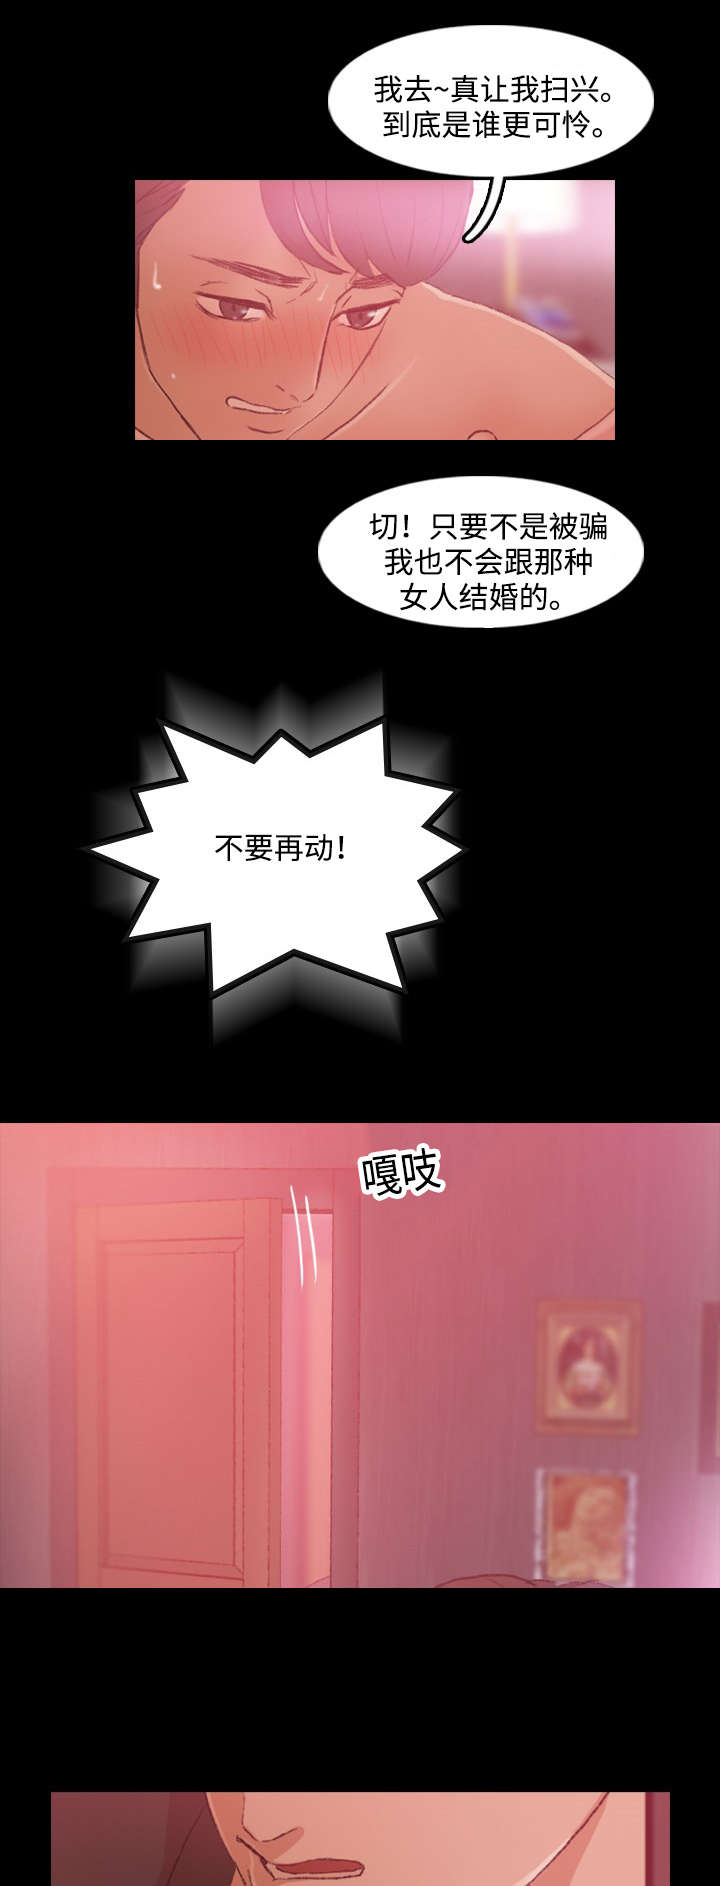 我去~真让我扫兴。
到底是谁更可怜。
切！只要不是被骗
我也不会跟那种
女人结婚的。
不要再动！
嘎吱